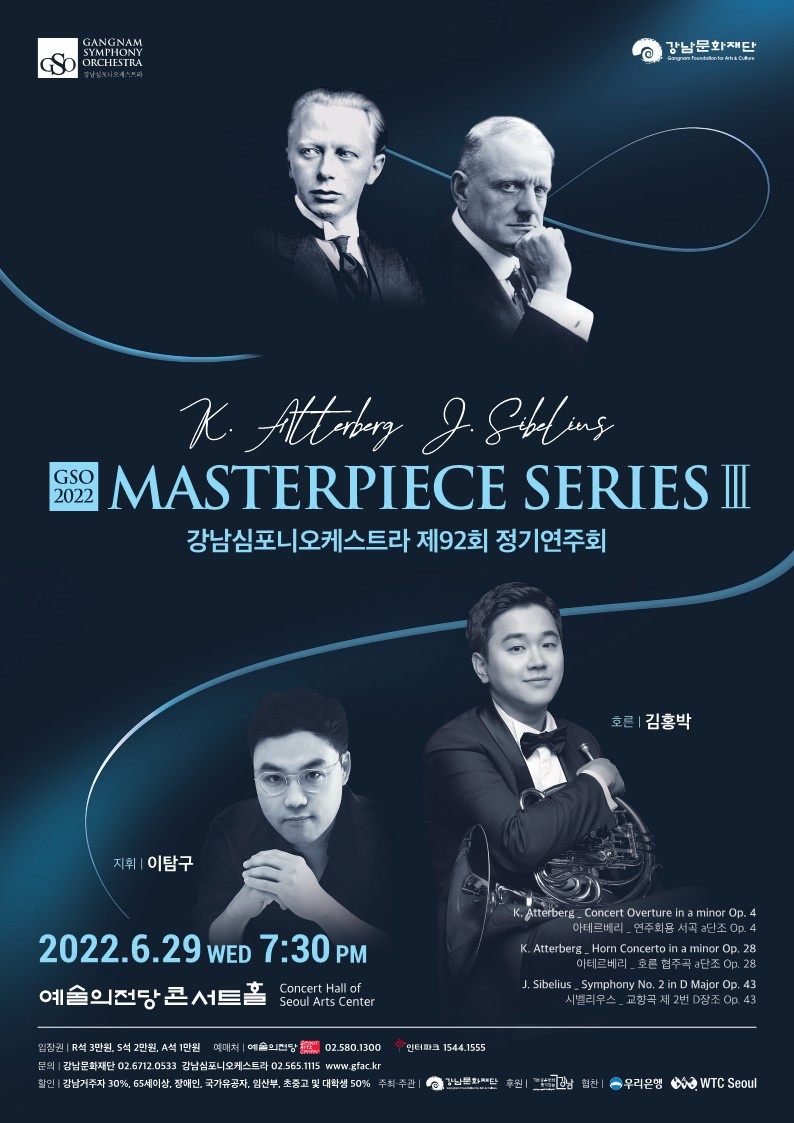 GSO
GANGNAM
SYMPHONY
ORCHESTRA
강남심포니오케스트라
강남문화재단
Gangnam Foundation for Arts & Culture
K. Atterberg J. Sibelius
GSO
2022
MASTERPIECE SERIES III
강남심포니오케스트라 제92회 정기연주회
호른 | 김홍박
지휘 | 이탐구
K. Atterberg _ Concert Overture in a minor Op. 4
아테르베리 _ 연주회용 서곡 a단조 Op. 4
K. Atterberg _ Horn Concerto in a minor Op. 28
아테르베리 _ 호른 협주곡 a단조 Op. 28
J. Sibelius _ Symphony No. 2 in D Major Op. 43
시벨리우스 _ 교향곡 제 2번 D장조 Op. 43
2022.6.29 WED 7:30 PM
예술의전당 콘서트홀
Concert Hall of
Seoul Arts Center
입장권 | R석 3만원, S석 2만원, A석 1만원 예매처 | 예술의전당 SEOUL ARTS CENTER 02.580.1300 인터파크 1544.1555
문의 | 강남문화재단 02.6712.0533 강남심포니오케스트라 02.565.1115 www.gfac.kr
할인 | 강남거주자 30%, 65세이상, 장애인, 국가유공자, 임산부, 초중고 및 대학생 50% 주최·주관 | 강남문화재단 후원 | 강남 협찬 | 우리은행 WTC Seoul